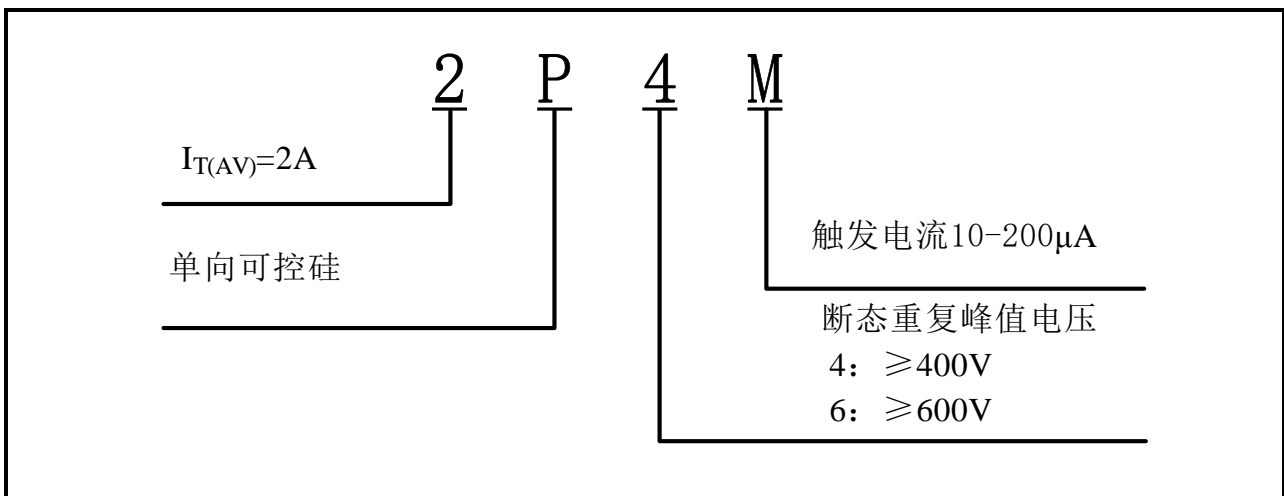 2 P 4 M
I_T(AV)=2A
单向可控硅
触发电流10-200μA
断态重复峰值电压
4：≥400V
6：≥600V